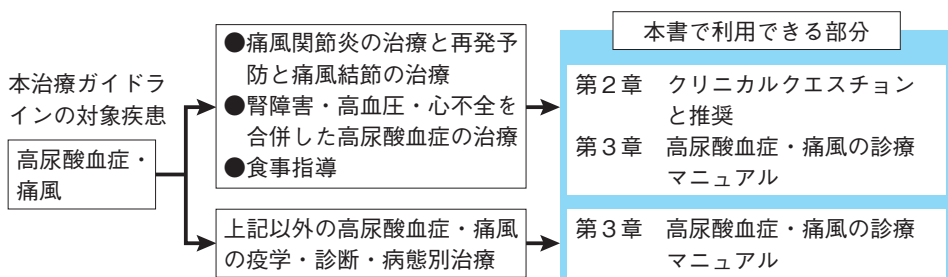 本治療ガイドラ
インの対象疾患
高尿酸血症・
痛風
●痛風関節炎の治療と再発予
防と痛風結節の治療
●腎障害・高血圧・心不全を
合併した高尿酸血症の治療
●食事指導
上記以外の高尿酸血症・痛風
の疫学・診断・病態別治療
本書で利用できる部分
第2章 クリニカルクエスチョン
と推奨
第3章 高尿酸血症・痛風の診療
マニュアル
第3章 高尿酸血症・痛風の診療
マニュアル